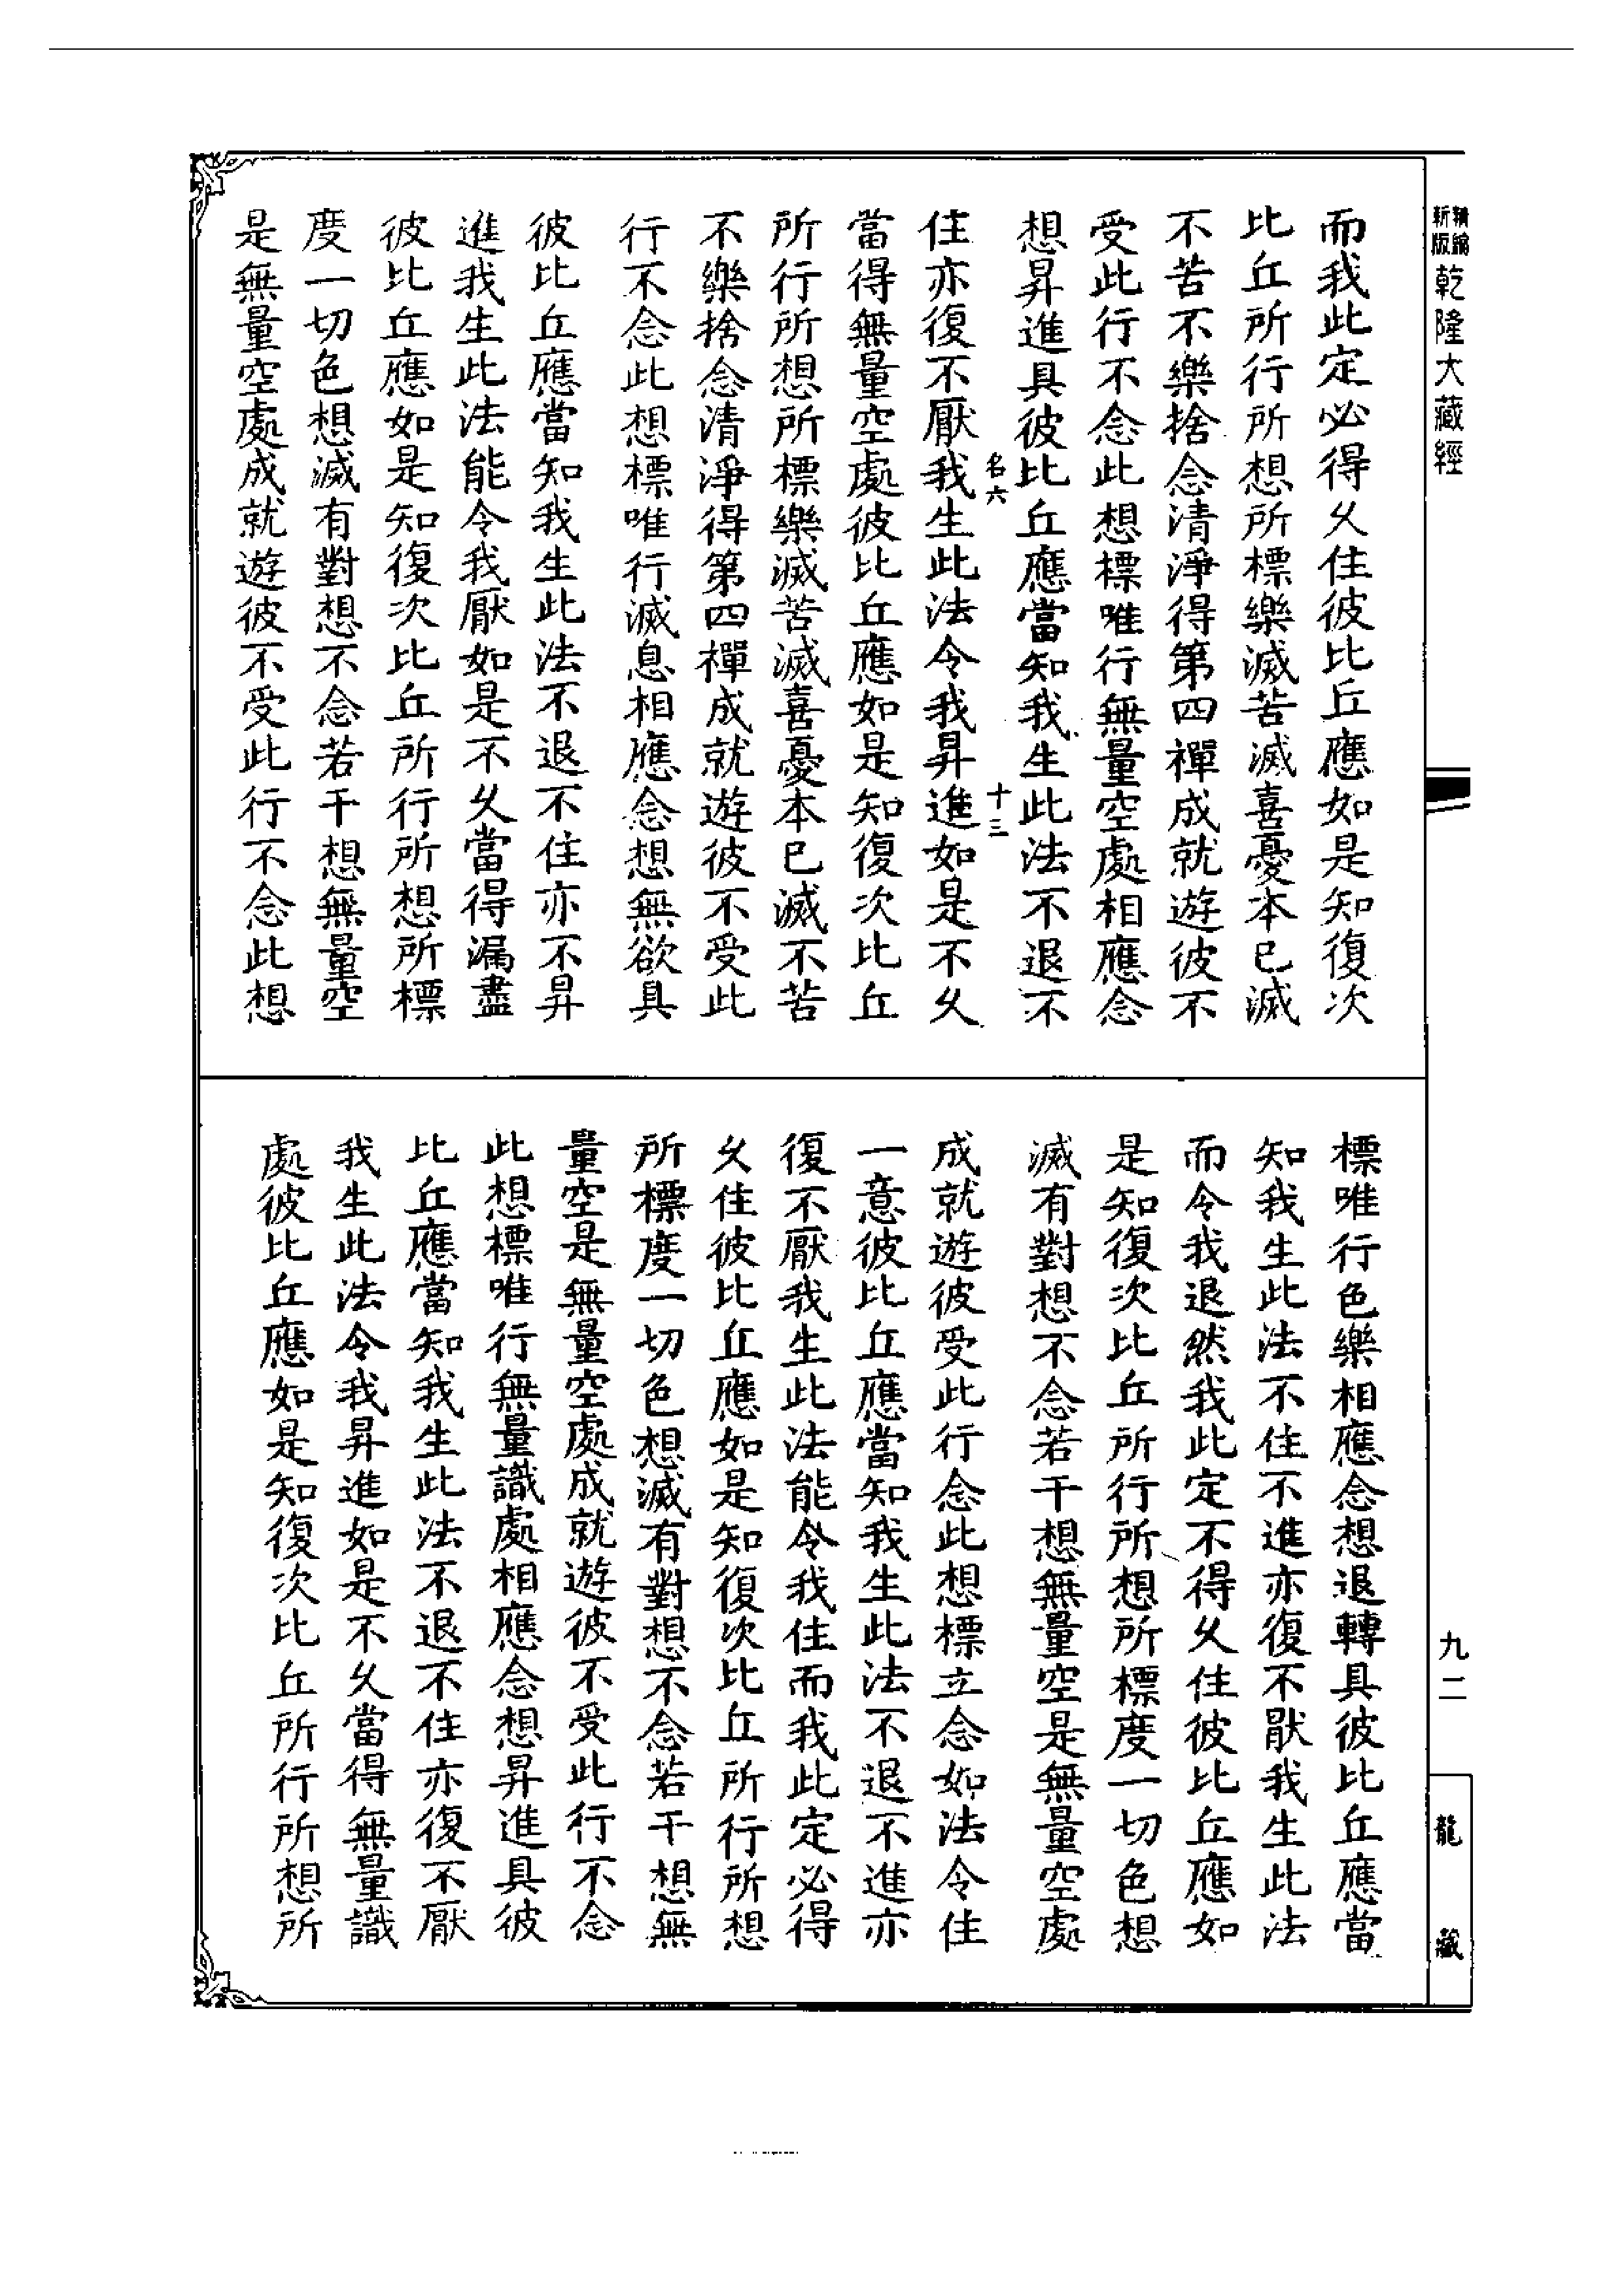 新版
精縮
乾隆大藏經
九二
龍藏
而我此定必得久住彼比丘應如是知復次
比丘所行所想所標樂滅苦滅喜憂本已滅
不苦不樂捨念清淨得第四禪成就遊彼不
受此行不念此想標唯行無量空處相應念
想昇進具彼比丘應當知我生此法不退不
名六
十三
住亦復不厭我生此法令我昇進如是不久
當得無量空處彼比丘應如是知復次比丘
所行所想所標樂滅苦滅喜憂本已滅不苦
不樂捨念清淨得第四禪成就遊彼不受此
行不念此想標唯行滅息相應念想無欲具
彼比丘應當知我生此法不退不住亦不昇
進我生此法能令我厭如是不久當得漏盡
彼比丘應如是知復次比丘所行所想所標
度一切色想滅有對想不念若干想無量空
是無量空處成就遊彼不受此行不念此想
標唯行色樂相應念想退轉具彼比丘應當
知我生此法不住不進亦復不猒我生此法
而令我退然我此定不得久住彼比丘應如
是知復次比丘所行所想所標度一切色想
滅有對想不念若干想無量空是無量空處
成就遊彼受此行念此想標立念如法令住
一意彼比丘應當知我生此法不退不進亦
復不厭我生此法能令我住而我此定必得
久住彼比丘應如是知復次比丘所行所想
所標度一切色想滅有對想不念若干想無
量空是無量空處成就遊彼不受此行不念
此想標唯行無量識處相應念想昇進具彼
比丘應當知我生此法不退不住亦復不厭
我生此法令我昇進如是不久當得無量識
處彼比丘應如是知復次比丘所行所想所